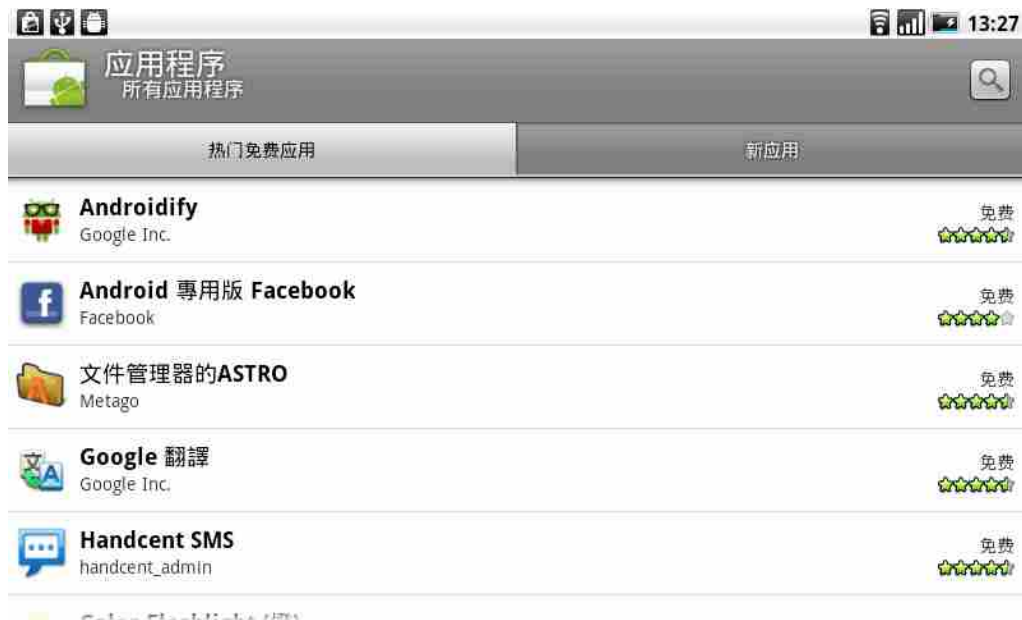 13:27
应用程序
所有应用程序
热门免费应用
新应用
Androidify
免费
Google Inc.
Android 專用版 Facebook
免费
Facebook
文件管理器的ASTRO
免费
Metago
Google 翻譯
免费
Google Inc.
Handcent SMS
免费
handcent_admin